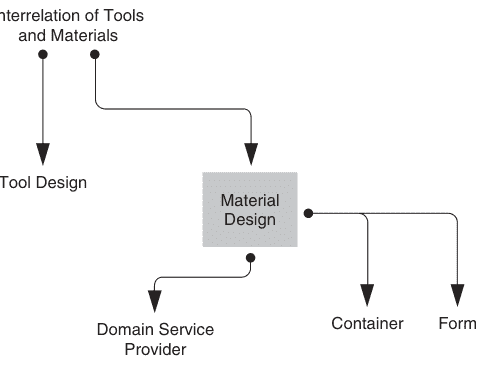 nterrelation of Tools
and Materials
Tool Design
Material
Design
Domain Service
Provider
Container
Form